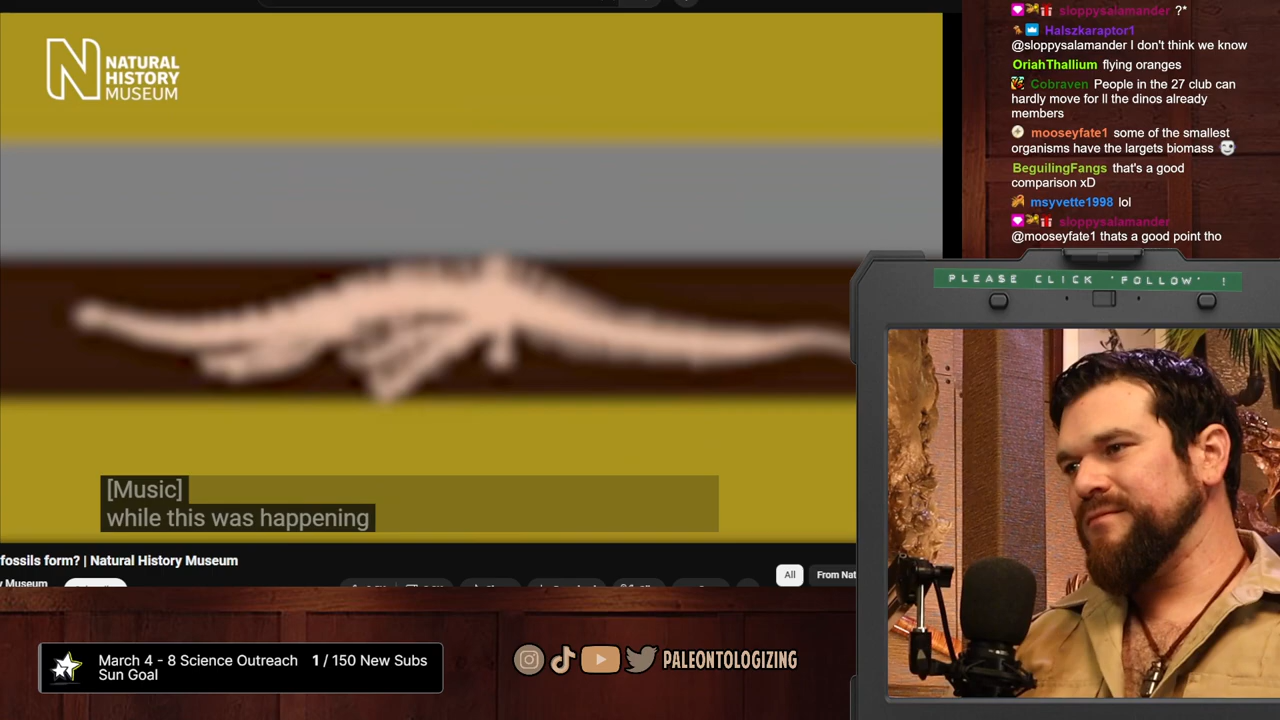 NATURAL
HISTORY
MUSEUM
[Music]
while this was happening
fossils form? | Natural History Museum
Museum
All
From Nat
sloppysalamander ?*
Halszkaraptor1
@sloppysalamander I don't think we know
OriahThallium flying oranges
Cobraven People in the 27 club can
hardly move for ll the dinos already
members
mooseyfate1 some of the smallest
organisms have the largets biomass
BeguilingFangs that's a good
comparison xD
msyvette1998 lol
sloppysalamander
@mooseyfate1 thats a good point tho
PLEASE CLICK 'FOLLOW' !
March 4 - 8 Science Outreach 1 / 150 New Subs
Sun Goal
PALEONTOLOGIZING